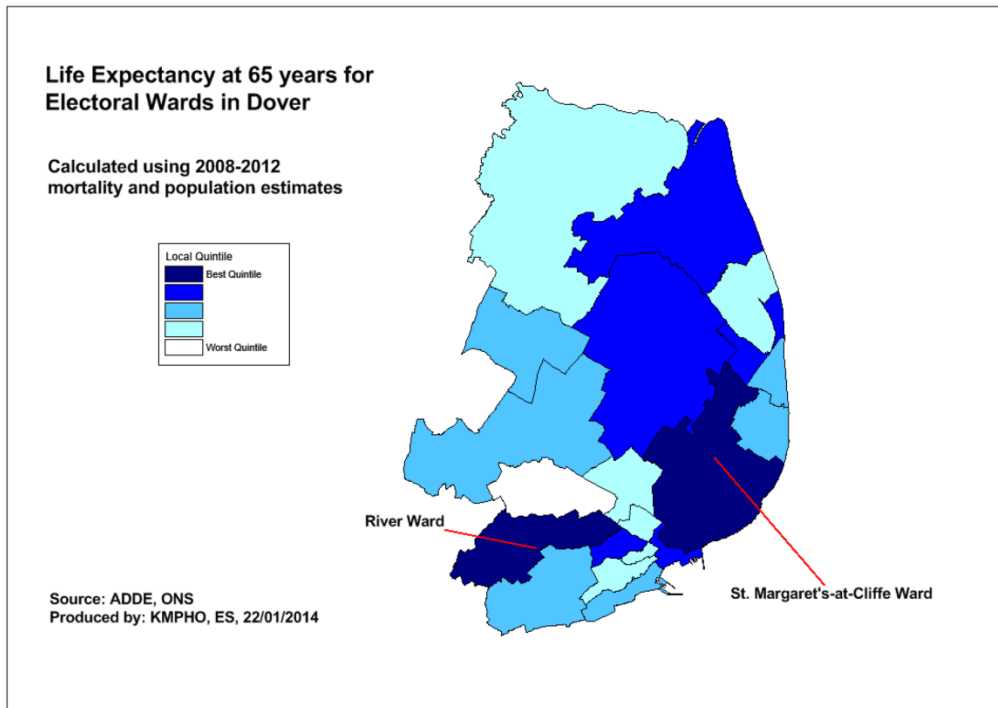 Life Expectancy at 65 years for
Electoral Wards in Dover
Calculated using 2008-2012
mortality and population estimates
Local Quintile
Best Quintile
Worst Quintile
River Ward
St. Margaret's-at-Cliffe Ward
Source: ADDE, ONS
Produced by: KMPHO, ES, 22/01/2014